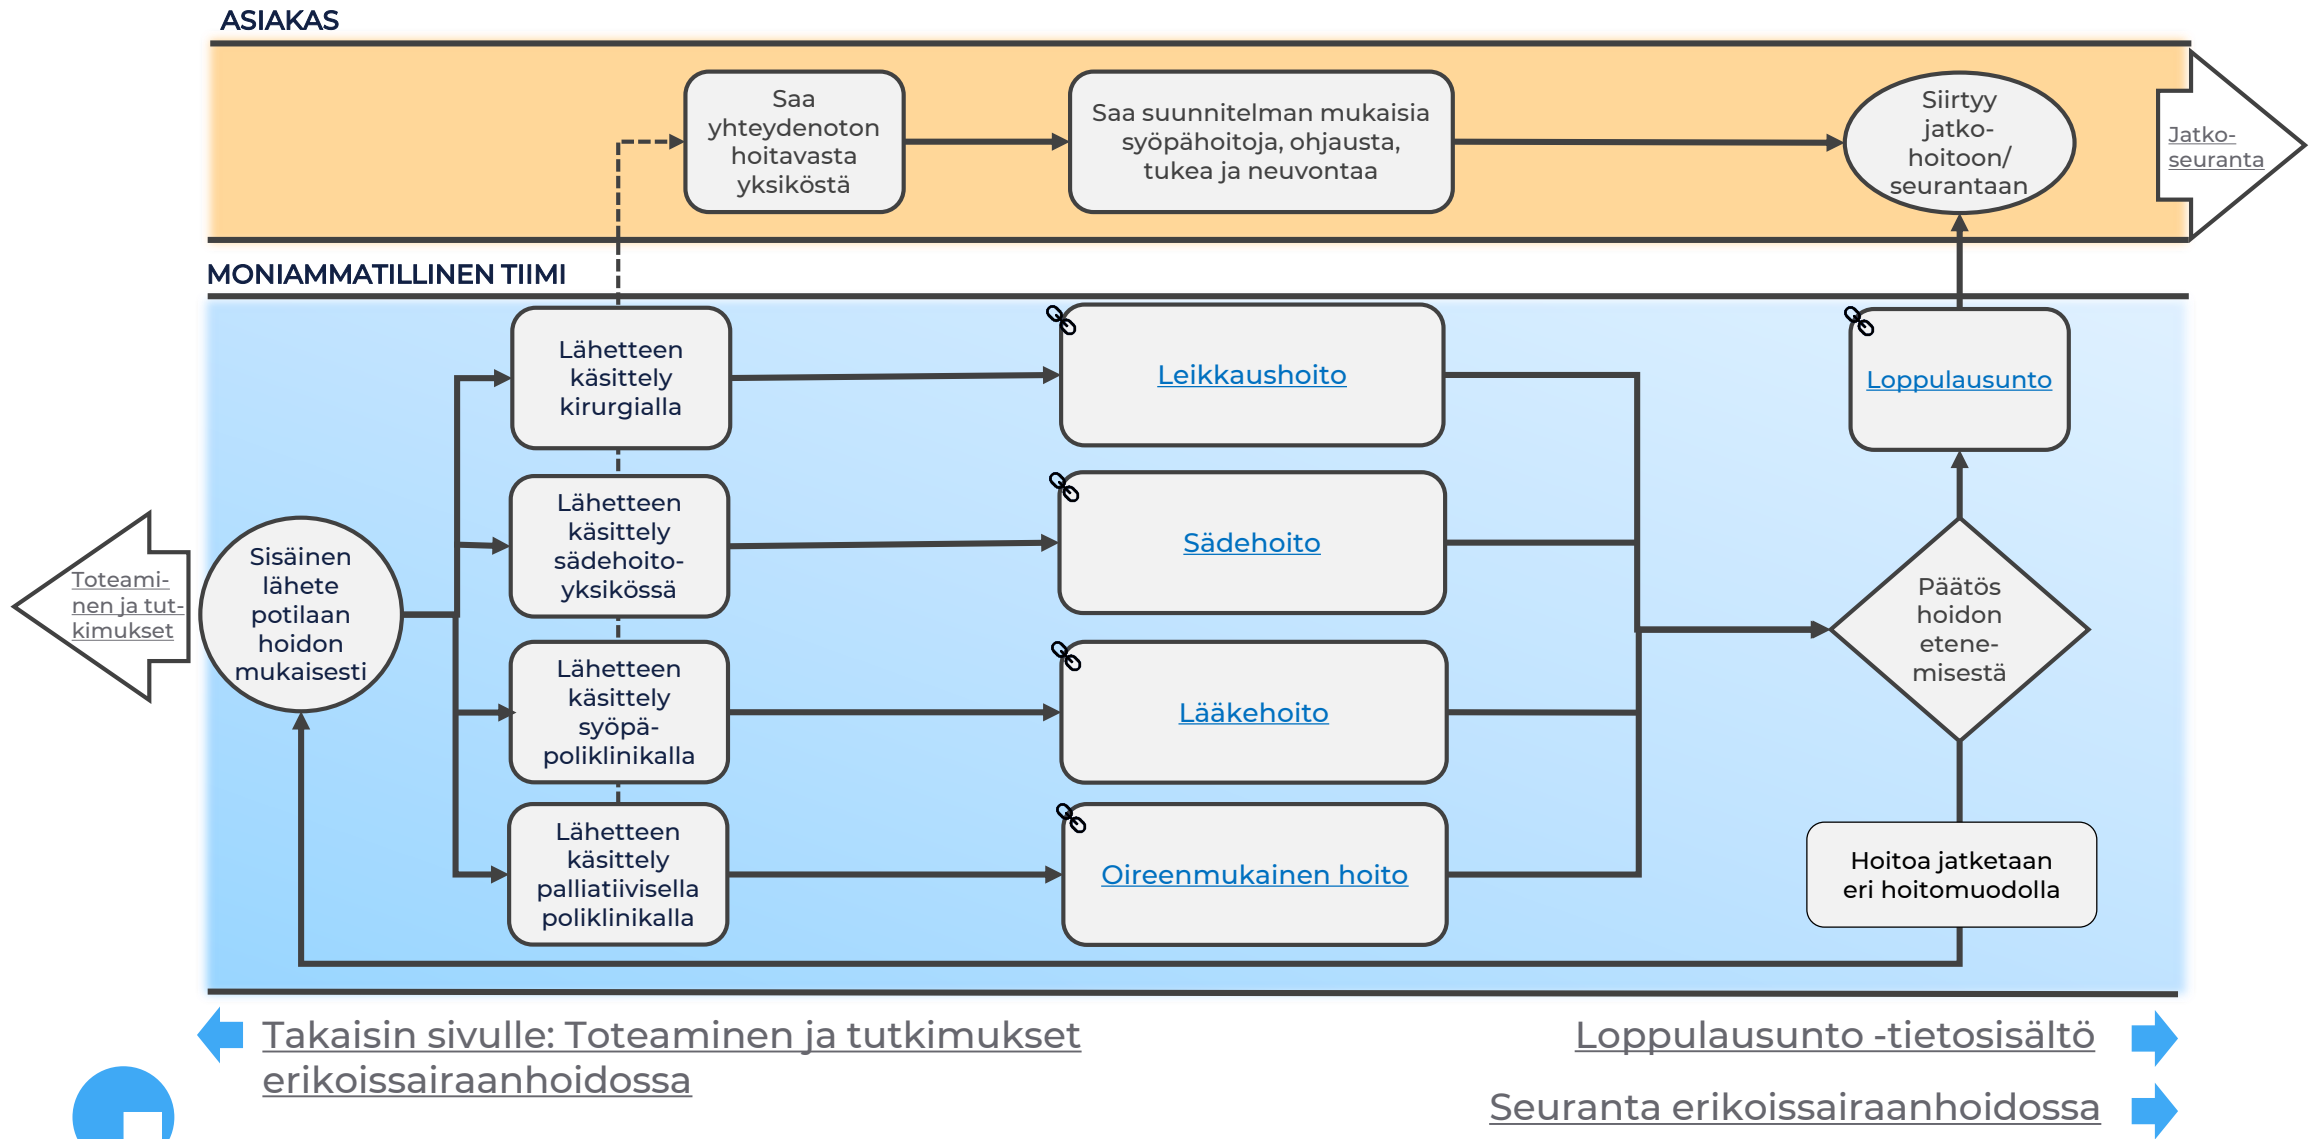 ASIAKAS
Saa
yhteydenoton
hoitavasta
yksiköstä
Saa suunnitelman mukaisia
syöpähoitoja, ohjausta,
tukea ja neuvontaa
Siirtyy
jatko-
hoitoon/
seurantaan
Jatko-
seuranta
MONIAMMATILLINEN TIIMI
Toteami-
nen ja tut-
kimukset
Sisäinen
lähete
potilaan
hoidon
mukaisesti
Lähetteen
käsittely
kirurgialla
Leikkaushoito
Lähetteen
käsittely
sädehoito-
yksikössä
Sädehoito
Lähetteen
käsittely
syöpä-
poliklinikalla
Lääkehoito
Lähetteen
käsittely
palliatiivisella
poliklinikalla
Oireenmukainen hoito
Loppulausunto
Päätös
hoidon
etene-
misestä
Hoitoa jatketaan
eri hoitomuodolla
Takaisin sivulle: Toteaminen ja tutkimukset
erikoissairaanhoidossa
Loppulausunto -tietosisältö
Seuranta erikoissairaanhoidossa